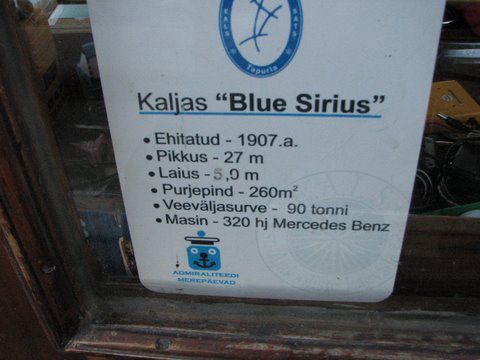 Tapurla
Kaljas "Blue Sirius"
• Ehitatud - 1907.a.
• Pikkus - 27 m
• Laius - 5,0 m
• Purjepind - 260m²
• Veeväljasurve - 90 tonni
• Masin - 320 hj Mercedes Benz
ADMIRALITEEDI
MEREPÄEVAD